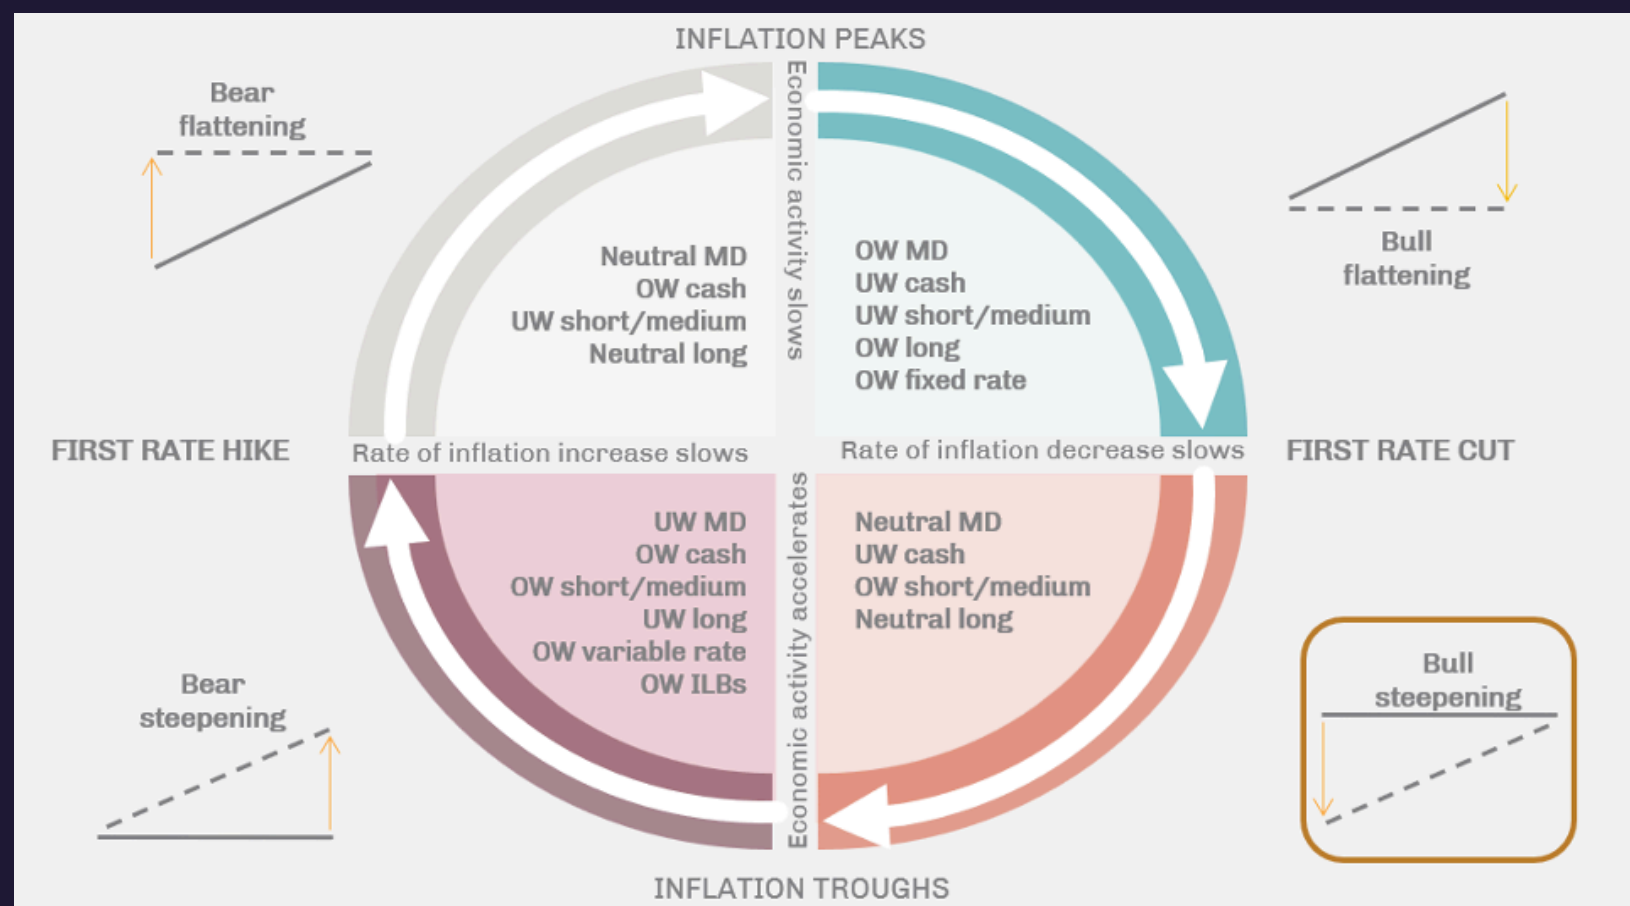 INFLATION PEAKS
Bear
flattening
Economic activity slows
Bull
flattening
Neutral MD
OW cash
UW short/medium
Neutral long
OW MD
UW cash
UW short/medium
OW long
OW fixed rate
FIRST RATE HIKE
Rate of inflation increase slows
Rate of inflation decrease slows
FIRST RATE CUT
UW MD
OW cash
OW short/medium
UW long
OW variable rate
OW ILBs
Economic activity accelerates
Neutral MD
UW cash
OW short/medium
Neutral long
Bear
steepening
Bull
steepening
INFLATION TROUGHS